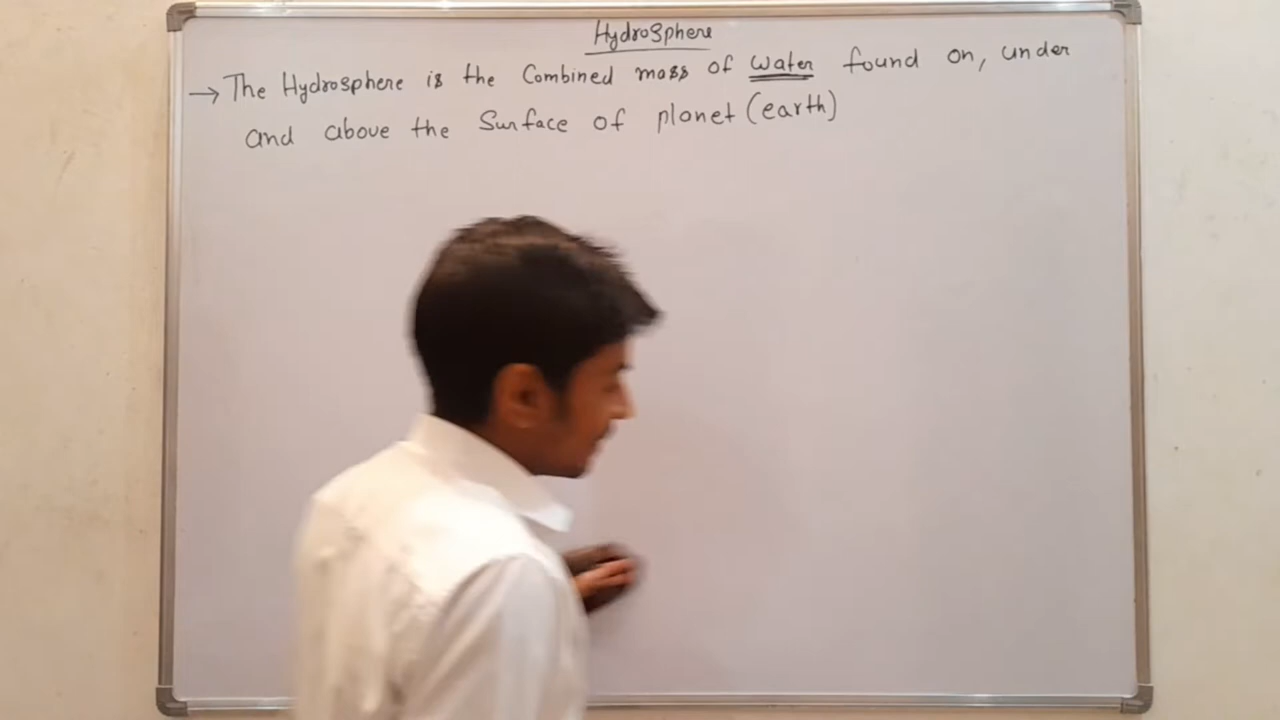 Hydrosphere
→ The Hydrosphere is the Combined mass of water found on, under
and above the Surface of planet (earth)